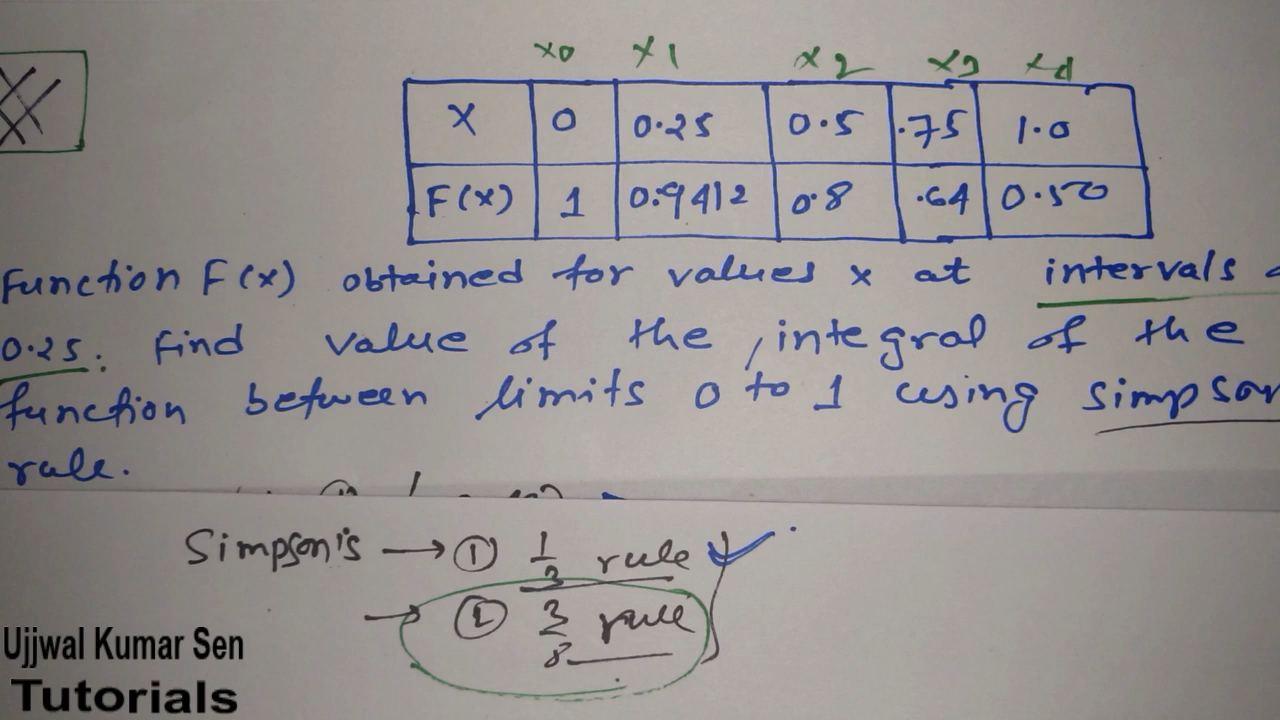 x0 x1 x2 x3 x4
X 0 0.25 0.5 .75 1.0
F(x) 1 0.9412 0.8 .64 0.50
Function F(x) obtained for values x at intervals
0.25. Find value of the, integral of the
function between limits 0 to 1 using simpson
rule.
Simpson's → ① 1/3 rule
→ ② 3/8 rule
Ujjwal Kumar Sen
Tutorials